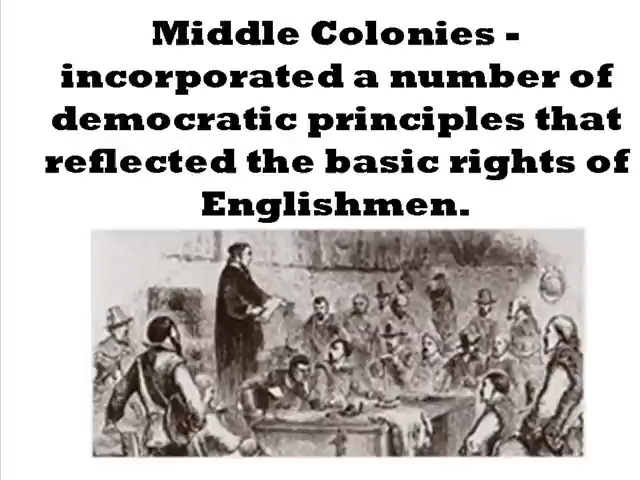 Middle Colonies -
incorporated a number of
democratic principles that
reflected the basic rights of
Englishmen.